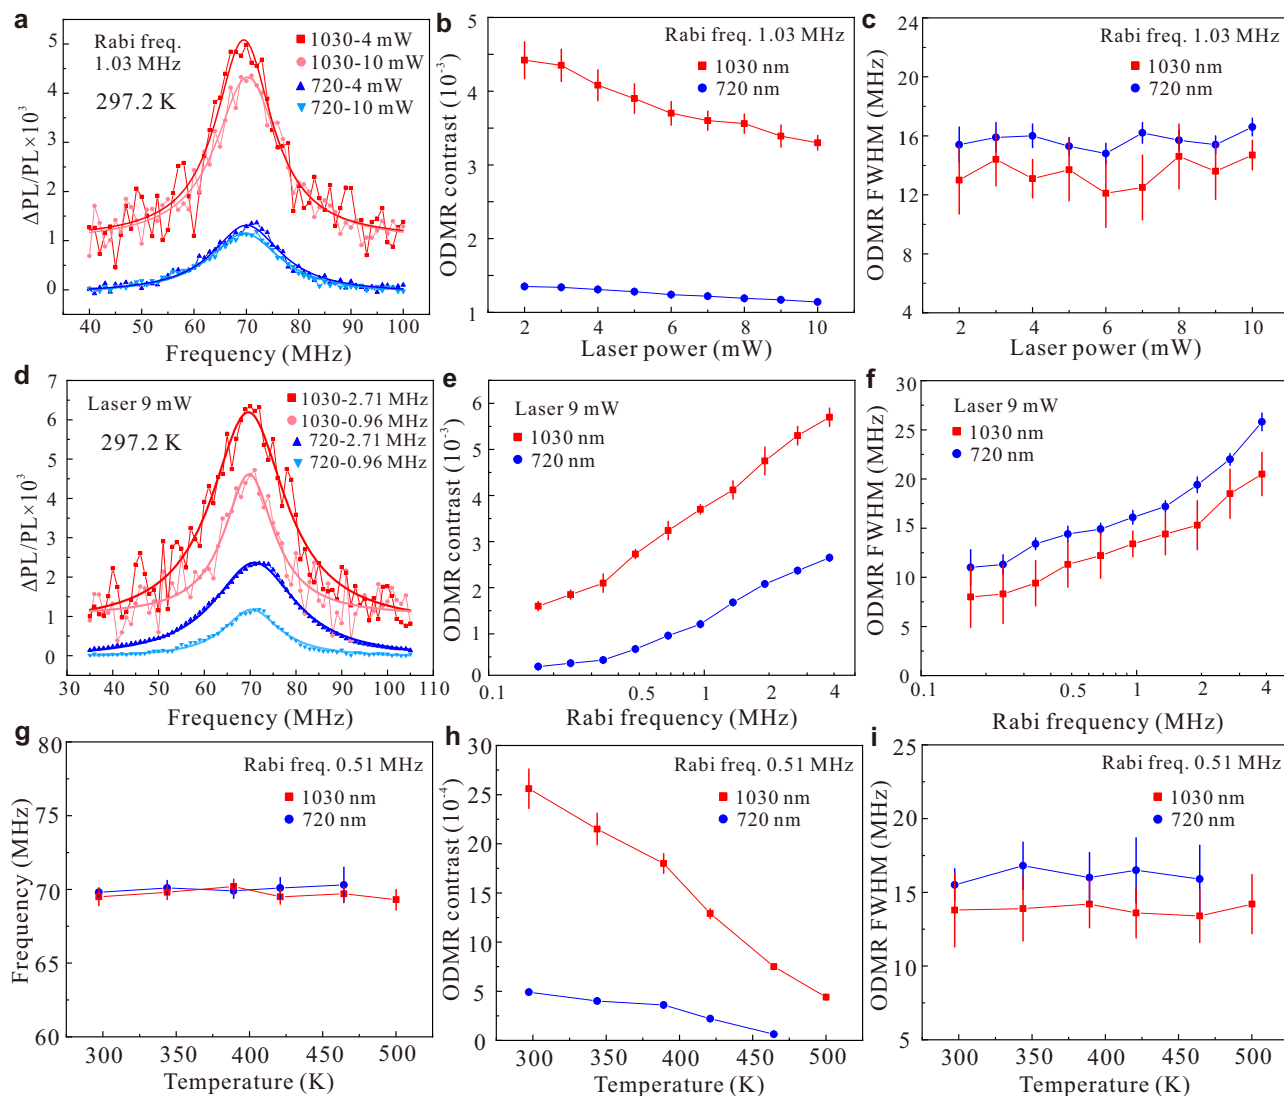 a
Rabi freq.
1.03 MHz
297.2 K
1030-4 mW
1030-10 mW
720-4 mW
720-10 mW
5
4
3
2
1
0
ΔPL/PL×10³
40 50 60 70 80 90 100
Frequency (MHz)
b
Rabi freq. 1.03 MHz
1030 nm
720 nm
5
4
3
2
1
ODMR contrast (10⁻³)
2 4 6 8 10
Laser power (mW)
c
Rabi freq. 1.03 MHz
1030 nm
720 nm
24
20
16
12
8
4
ODMR FWHM (MHz)
2 4 6 8 10
Laser power (mW)
d
Laser 9 mW
297.2 K
1030-2.71 MHz
1030-0.96 MHz
720-2.71 MHz
720-0.96 MHz
7
6
5
4
3
2
1
0
ΔPL/PL×10³
30 40 50 60 70 80 90 100 110
Frequency (MHz)
e
Laser 9 mW
1030 nm
720 nm
7
6
5
4
3
2
1
0
ODMR contrast (10⁻³)
0.1 0.5 1 2 4
Rabi frequency (MHz)
f
Laser 9 mW
1030 nm
720 nm
30
25
20
15
10
5
0
ODMR FWHM (MHz)
0.1 0.5 1 2 4
Rabi frequency (MHz)
g
Rabi freq. 0.51 MHz
1030 nm
720 nm
80
75
70
65
60
Frequency (MHz)
300 350 400 450 500
Temperature (K)
h
Rabi freq. 0.51 MHz
1030 nm
720 nm
30
25
20
15
10
5
0
ODMR contrast (10⁻⁴)
300 350 400 450 500
Temperature (K)
i
Rabi freq. 0.51 MHz
1030 nm
720 nm
25
20
15
10
5
ODMR FWHM (MHz)
300 350 400 450 500
Temperature (K)